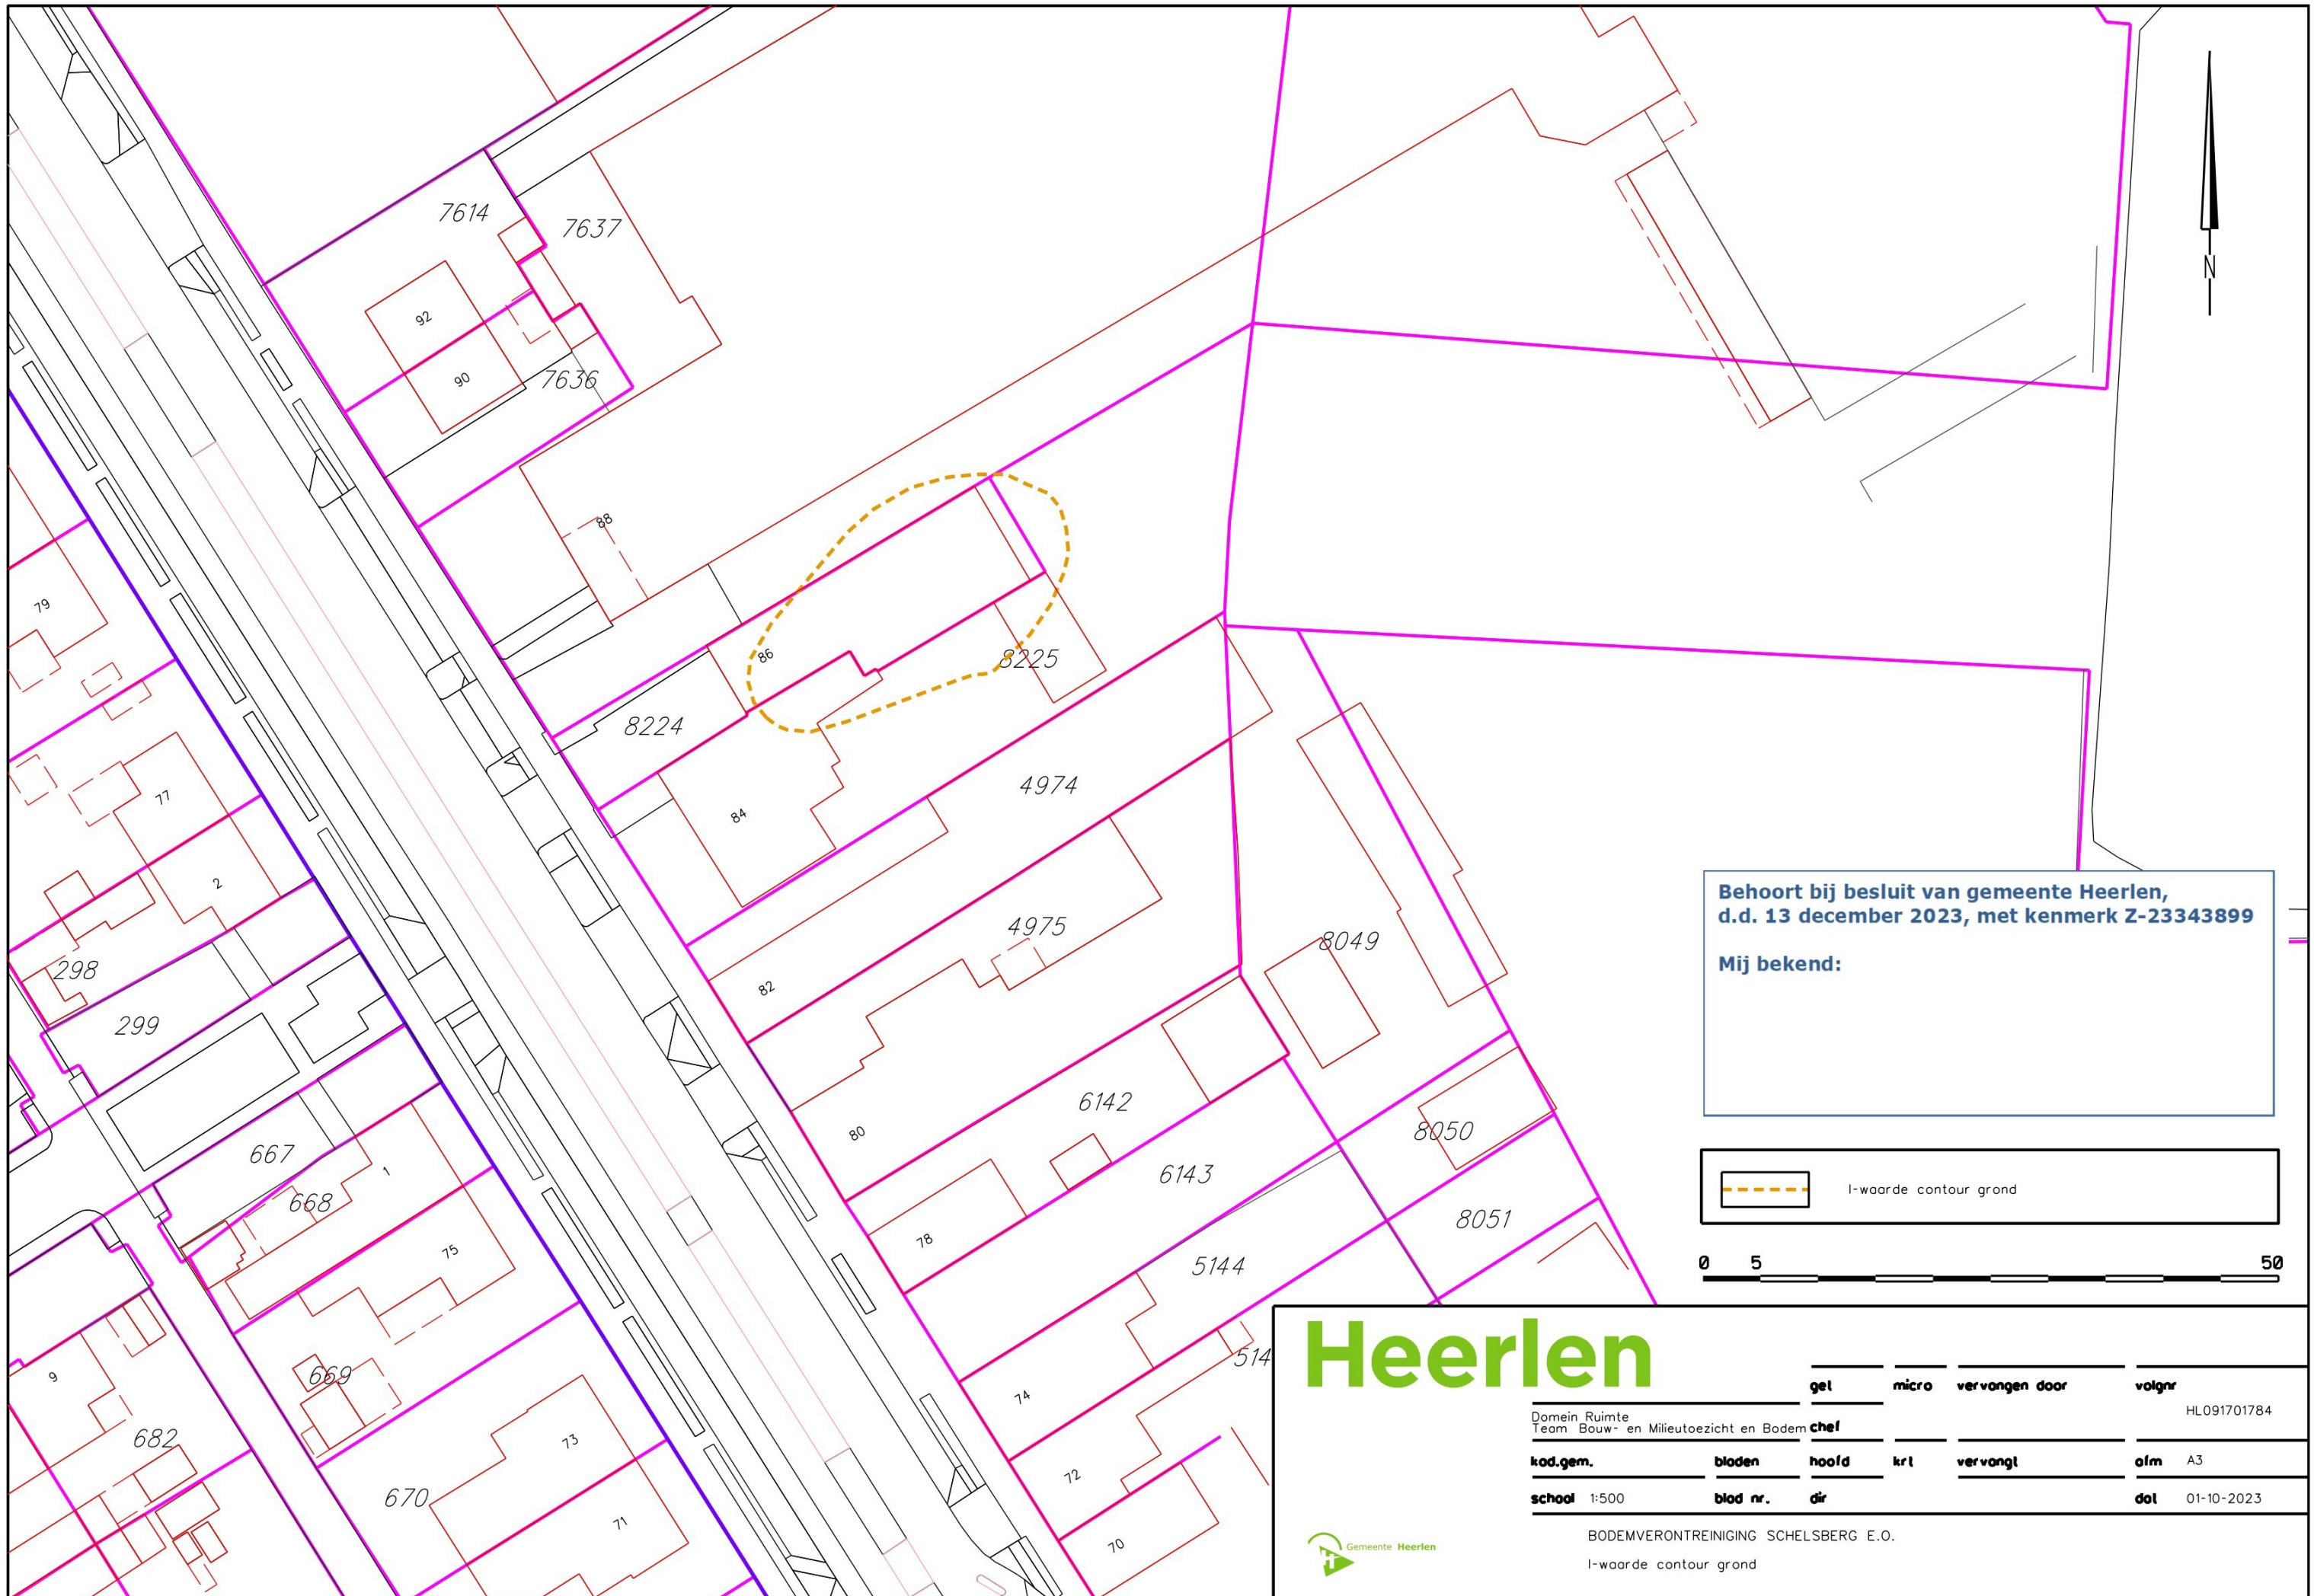 7614
7637
N
92
90
7636
88
79
86
8225
8224
4974
77
84
2
4975
8049
298
82
299
Behoort bij besluit van gemeente Heerlen,
d.d. 13 december 2023, met kenmerk Z-23343899
Mij bekend:
6142
80
8050
667
1
6143
668
8051
I-waarde contour grond
78
75
5144
0 5 50
669
514
9
74
682
73
72
670
71
70
Heerlen
gel micro vervangen door volgnr
HL091701784
Domein Ruimte
Team Bouw- en Milieutoezicht en Bodem chef
kad.gem. bladen hoofd krt vervangt afm A3
schaal 1:500 blad nr. dir dat 01-10-2023
BODEMVERONTREINIGING SCHELSBERG E.O.
I-waarde contour grond
Gemeente Heerlen